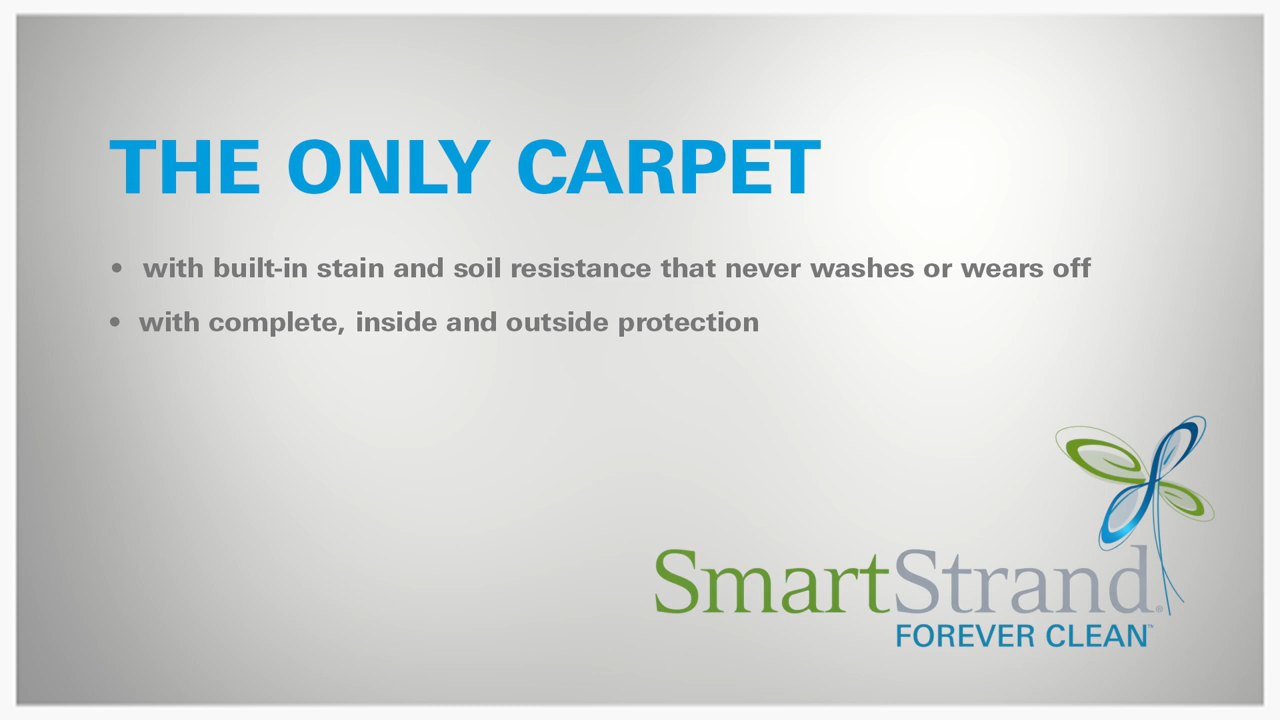 THE ONLY CARPET
• with built-in stain and soil resistance that never washes or wears off
• with complete, inside and outside protection
SmartStrand®
FOREVER CLEAN™